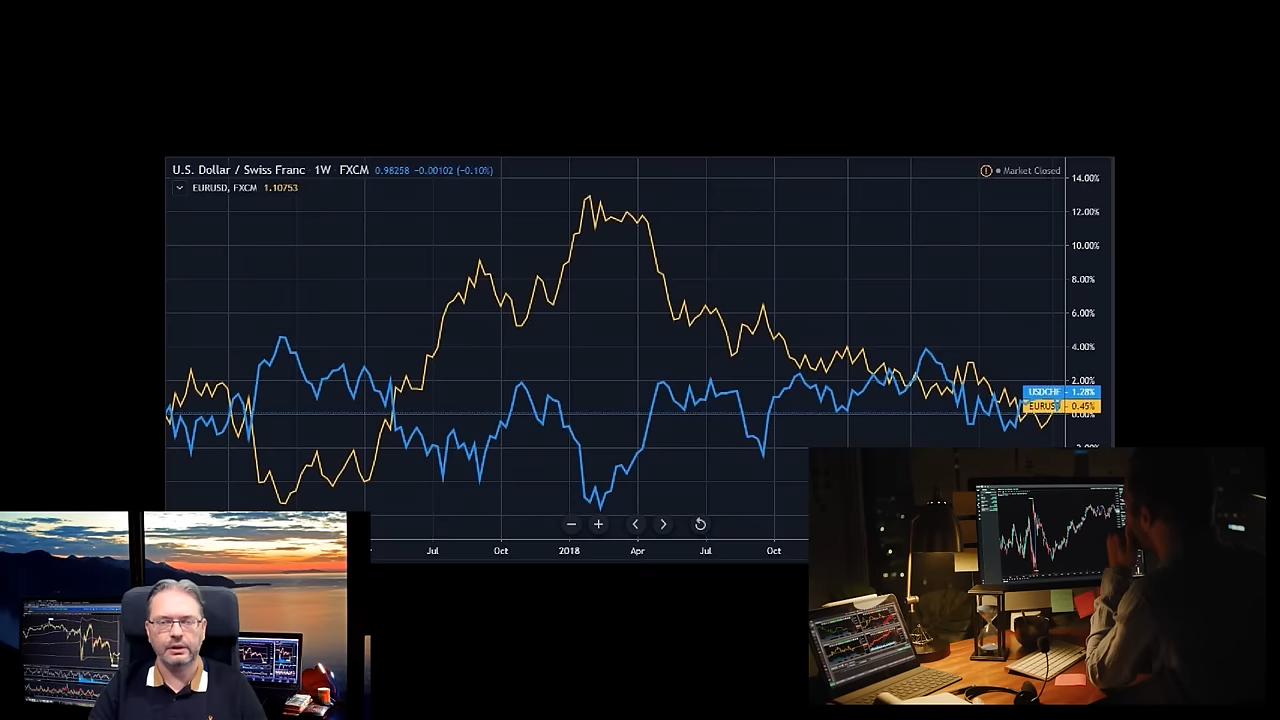 U.S. Dollar / Swiss Franc 1W FXCM 0.98258 −0.00102 (−0.10%)
Market Closed
EURUSD, FXCM 1.10753
14.00%
12.00%
10.00%
8.00%
6.00%
4.00%
2.00%
USDCHF 1.28%
EURUSD 0.45%
0.00%
Jul Oct 2018 Apr Jul Oct